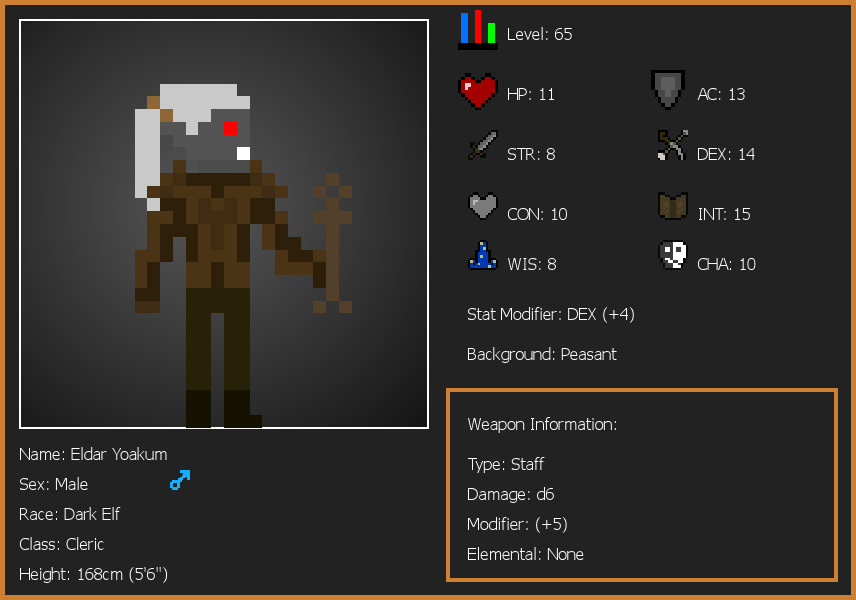 Level: 65
HP: 11
AC: 13
STR: 8
DEX: 14
CON: 10
INT: 15
WIS: 8
CHA: 10
Stat Modifier: DEX (+4)
Background: Peasant
Weapon Information:
Type: Staff
Damage: d6
Modifier: (+5)
Elemental: None
Name: Eldar Yoakum
Sex: Male
Race: Dark Elf
Class: Cleric
Height: 168cm (5'6")